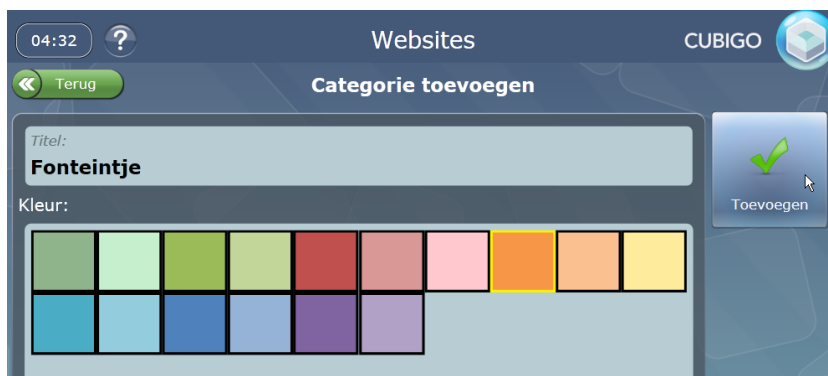 04:32 ? Websites CUBIGO
Terug Categorie toevoegen
Titel:
Fonteintje
Kleur:
Toevoegen